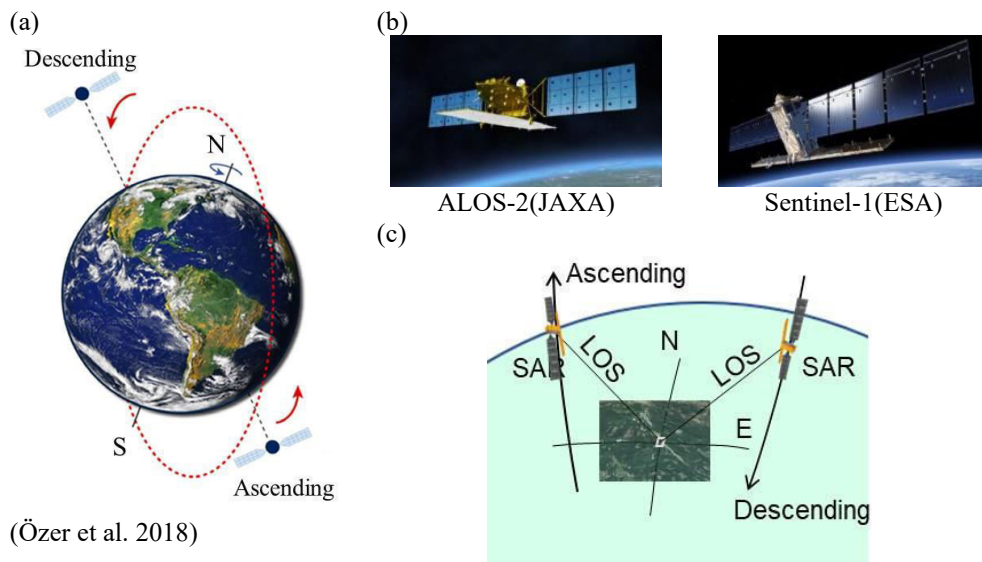 (a)
Descending
N
S
Ascending
(Özer et al. 2018)
(b)
ALOS-2(JAXA)
Sentinel-1(ESA)
(c)
Ascending
N
LOS
LOS
SAR
SAR
E
Descending